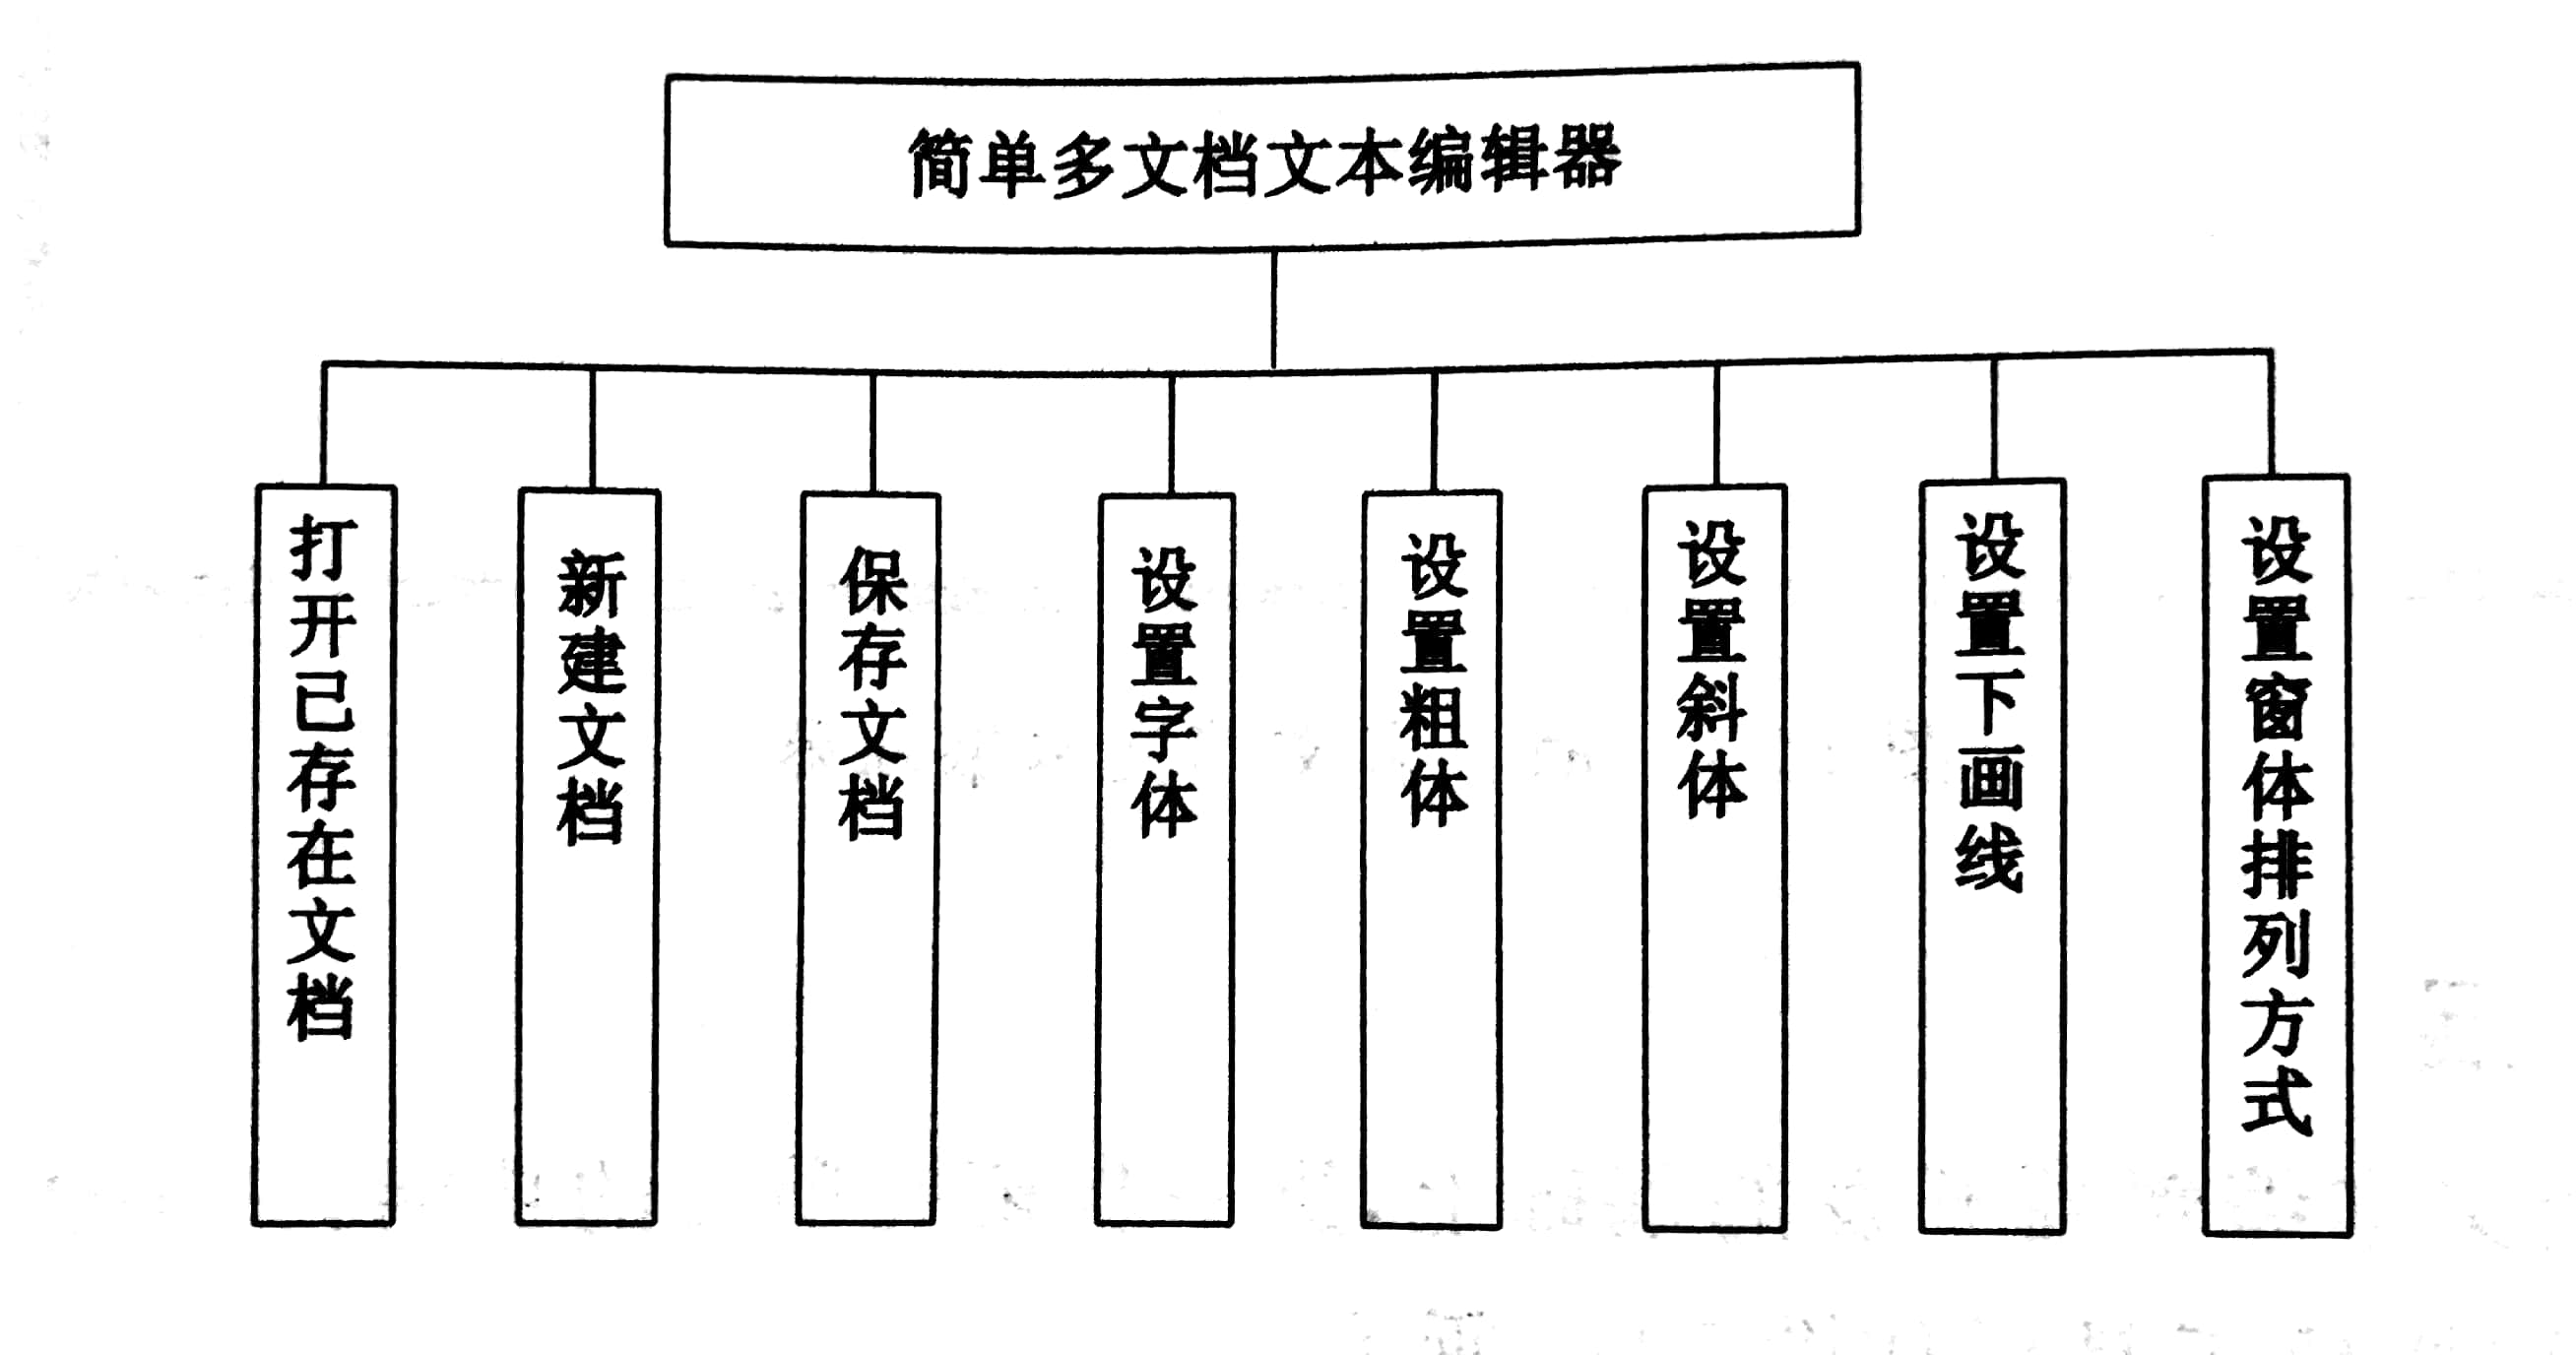 简单多文档文本编辑器
打开已存在文档
新建文档
保存文档
设置字体
设置粗体
设置斜体
设置下画线
设置窗体排列方式